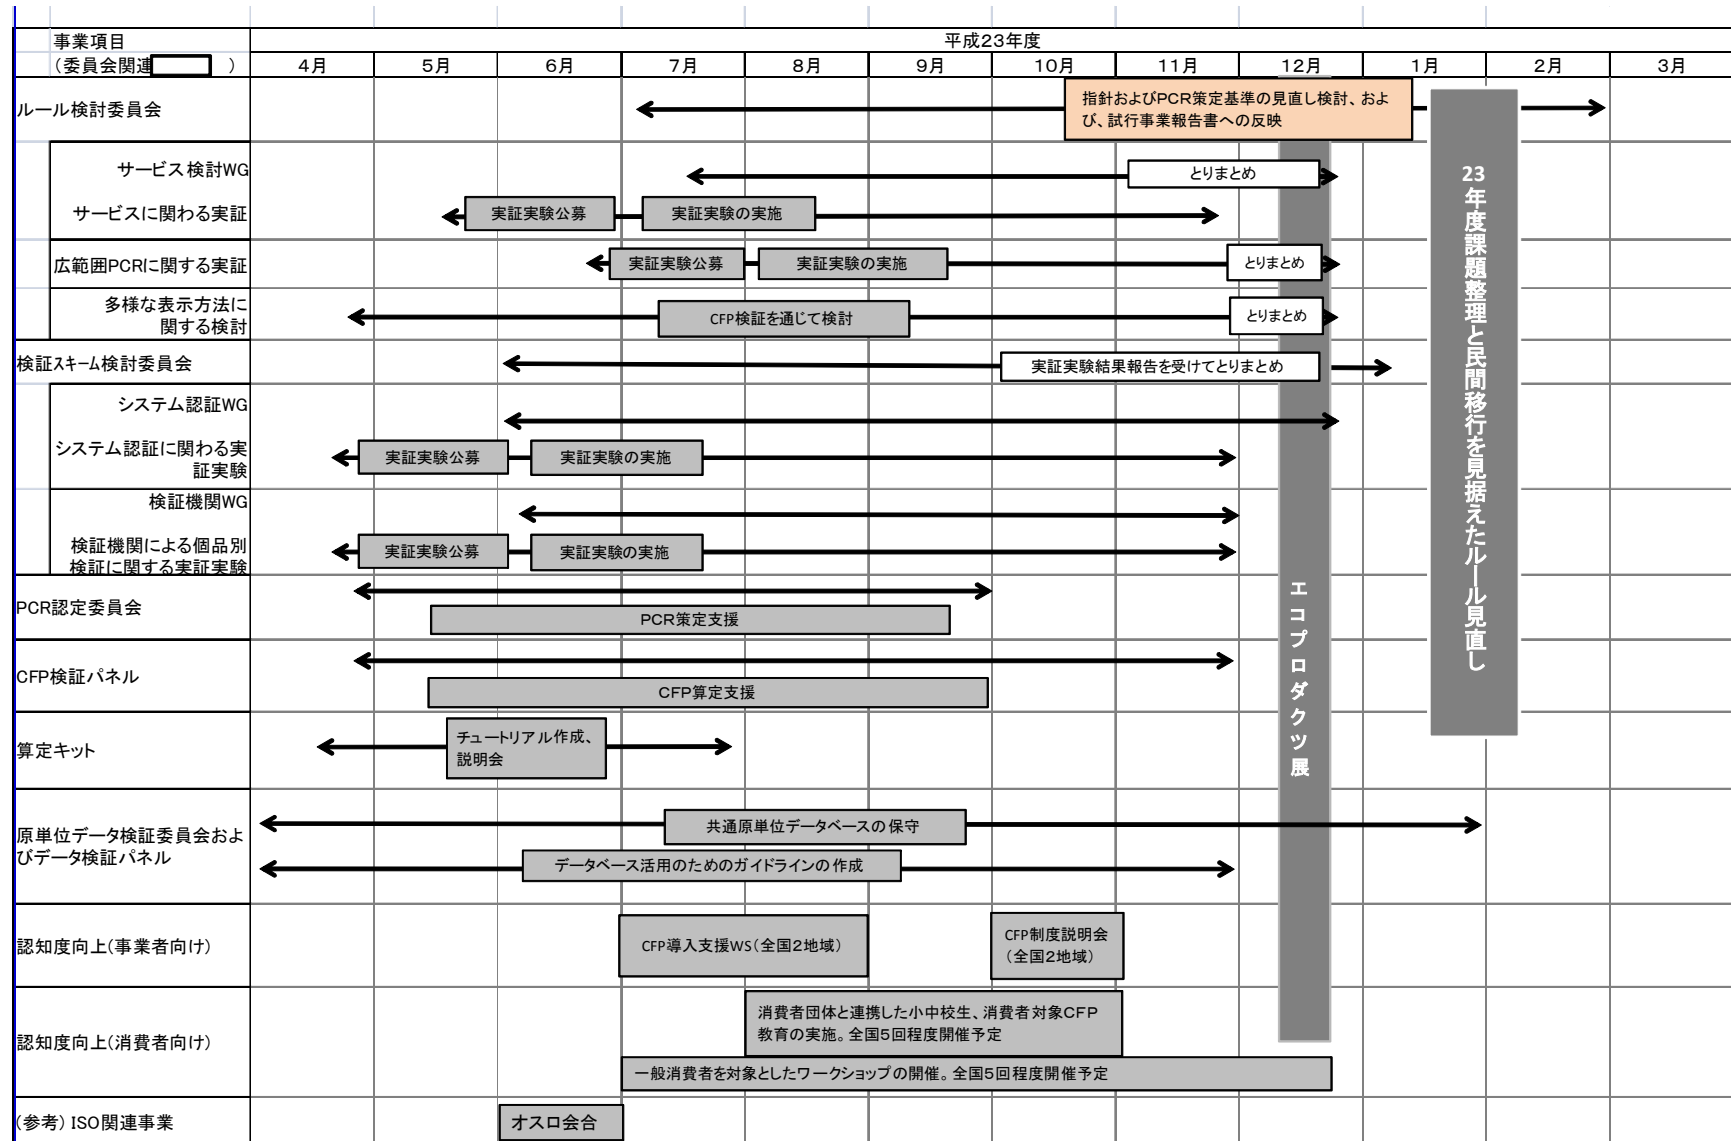 事業項目
平成23年度
(委員会関連 )
4月 5月 6月 7月 8月 9月 10月 11月 12月 1月 2月 3月
ルール検討委員会
指針およびPCR策定基準の見直し検討、およ
び、試行事業報告書への反映
サービス検討WG
とりまとめ
サービスに関わる実証
実証実験公募 実証実験の実施
広範囲PCRに関する実証
実証実験公募 実証実験の実施 とりまとめ
多様な表示方法に
関する検討
CFP検証を通じて検討 とりまとめ
検証スキーム検討委員会
実証実験結果報告を受けてとりまとめ
システム認証WG
システム認証に関わる実
証実験
実証実験公募 実証実験の実施
検証機関WG
検証機関による個品別
検証に関する実証実験
実証実験公募 実証実験の実施
PCR認定委員会
PCR策定支援
CFP検証パネル
CFP算定支援
算定キット
チュートリアル作成、
説明会
原単位データ検証委員会およ
びデータ検証パネル
共通原単位データベースの保守
データベース活用のためのガイドラインの作成
認知度向上(事業者向け)
CFP導入支援WS(全国2地域)
CFP制度説明会
(全国2地域)
認知度向上(消費者向け)
消費者団体と連携した小中校生、消費者対象CFP
教育の実施。全国5回程度開催予定
一般消費者を対象としたワークショップの開催。全国5回程度開催予定
(参考) ISO関連事業
オスロ会合
エコプロダクツ展
23年度課題整理と民間移行を見据えたルール見直し